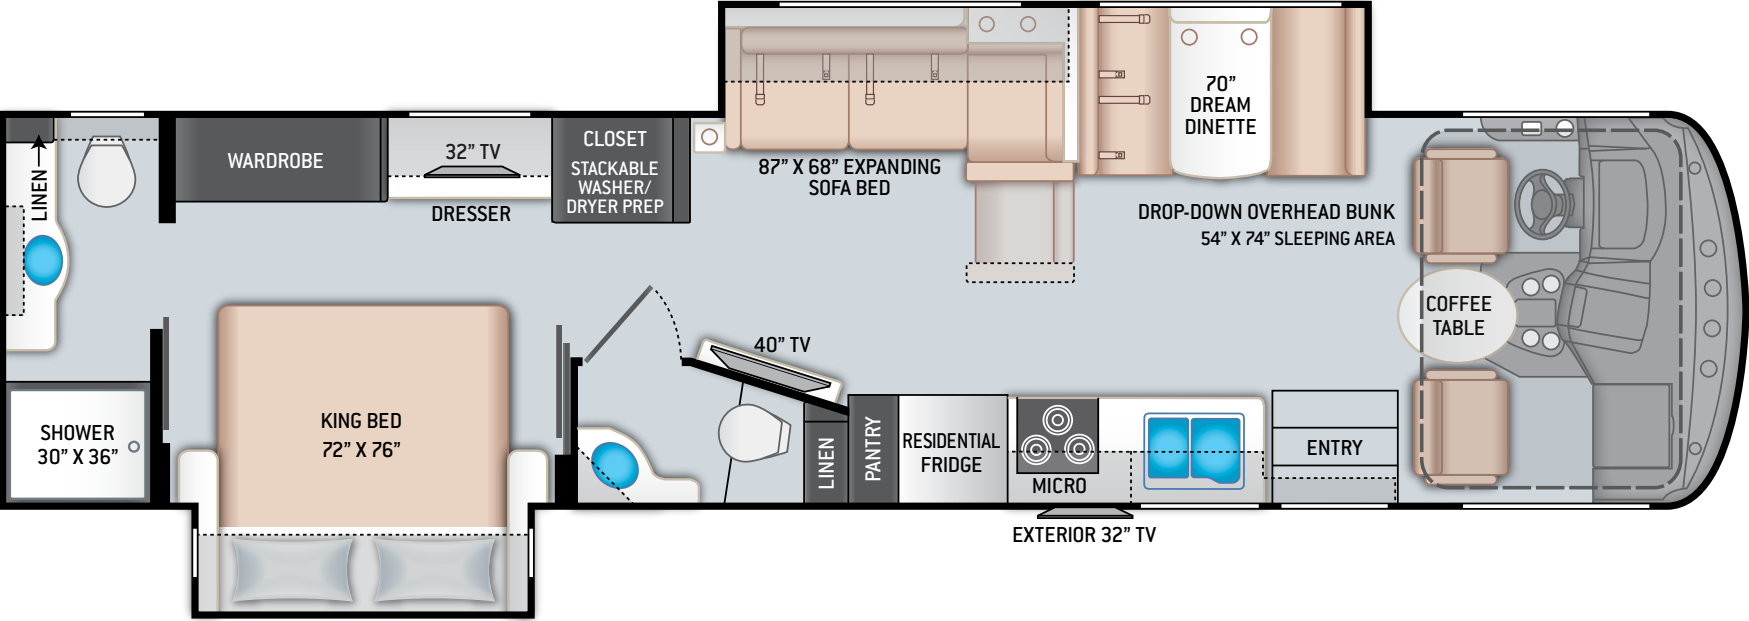 LINEN
WARDROBE
32” TV
DRESSER
CLOSET
STACKABLE
WASHER/
DRYER PREP
87” X 68” EXPANDING
SOFA BED
70”
DREAM
DINETTE
DROP-DOWN OVERHEAD BUNK
54” X 74” SLEEPING AREA
COFFEE
TABLE
40” TV
SHOWER
30” X 36”
KING BED
72” X 76”
LINEN
PANTRY
RESIDENTIAL
FRIDGE
MICRO
ENTRY
EXTERIOR 32” TV